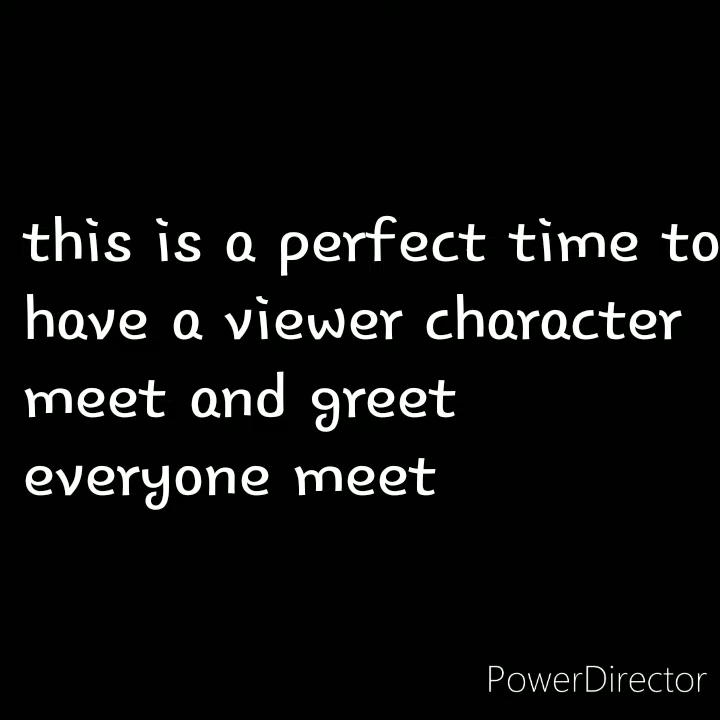 this is a perfect time to
have a viewer character
meet and greet
everyone meet
PowerDirector